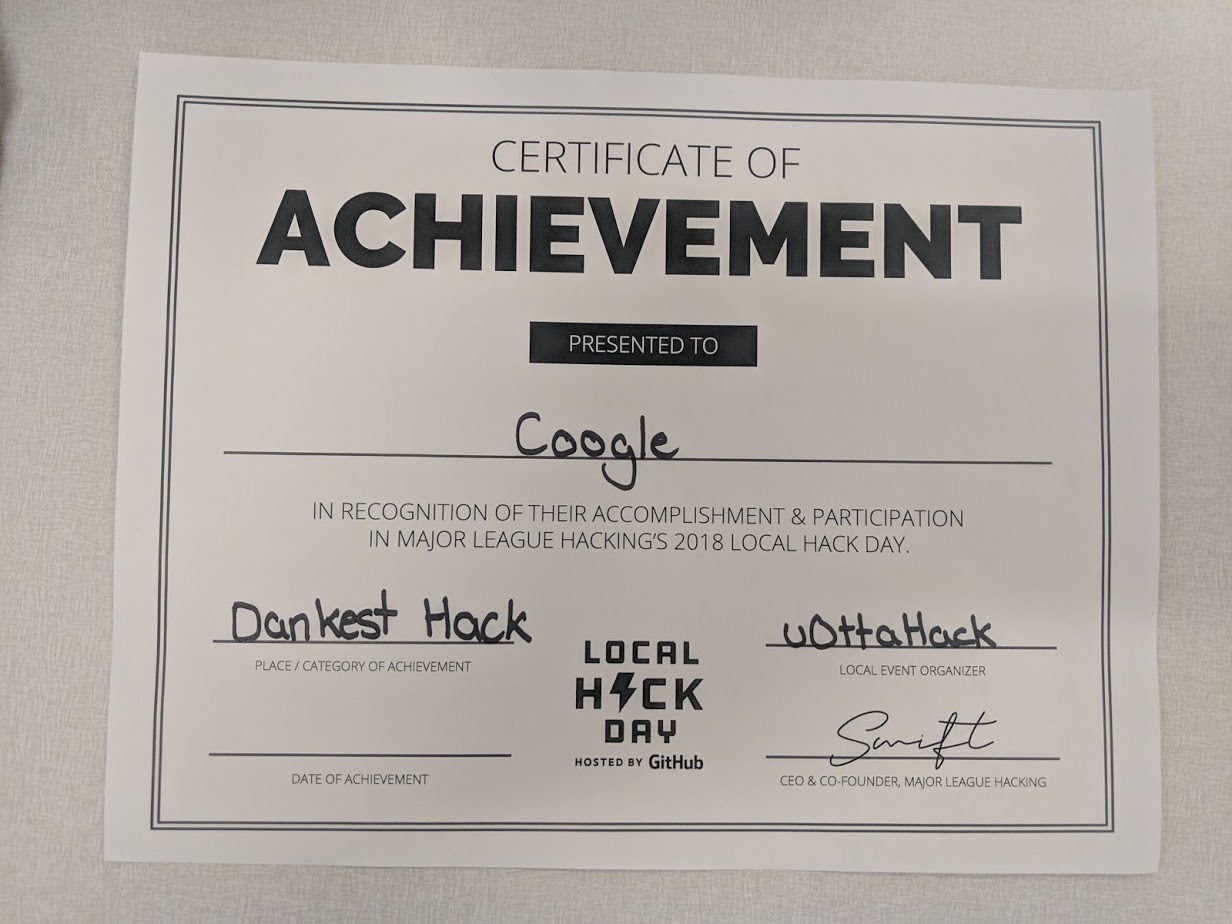 CERTIFICATE OF
ACHIEVEMENT
PRESENTED TO
Coogle
IN RECOGNITION OF THEIR ACCOMPLISHMENT & PARTICIPATION
IN MAJOR LEAGUE HACKING'S 2018 LOCAL HACK DAY.
Dankest Hack
PLACE / CATEGORY OF ACHIEVEMENT
uOttaHack
LOCAL EVENT ORGANIZER
LOCAL
HACK
DAY
HOSTED BY GitHub
DATE OF ACHIEVEMENT
Swift
CEO & CO-FOUNDER, MAJOR LEAGUE HACKING